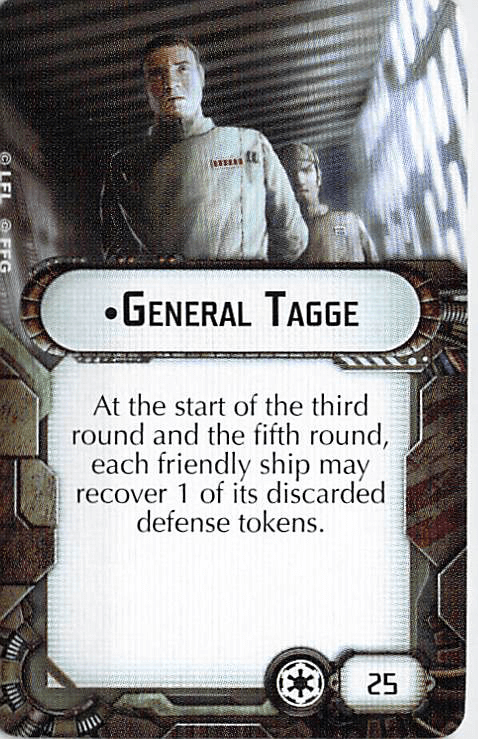 © LFL © FFG
•GENERAL TAGGE
At the start of the third
round and the fifth round,
each friendly ship may
recover 1 of its discarded
defense tokens.
25